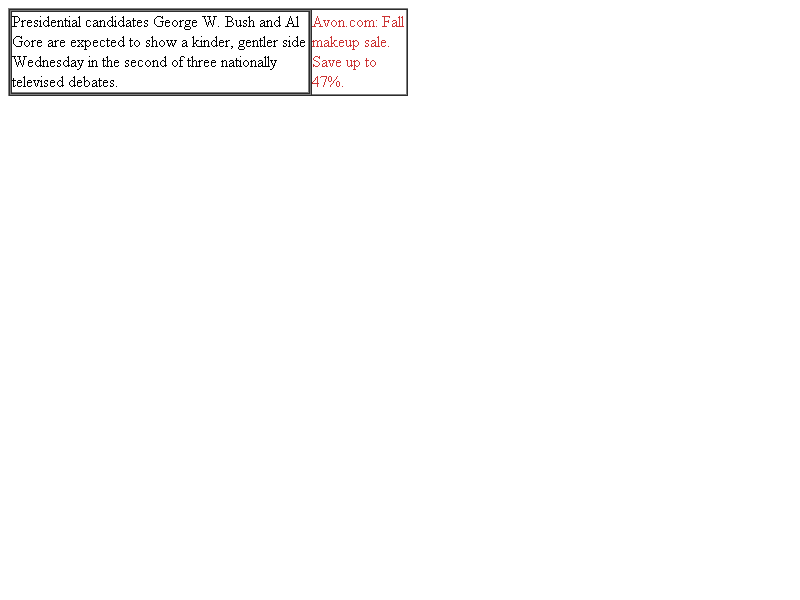 Presidential candidates George W. Bush and Al
Gore are expected to show a kinder, gentler side
Wednesday in the second of three nationally
televised debates.
Avon.com: Fall
makeup sale.
Save up to
47%.